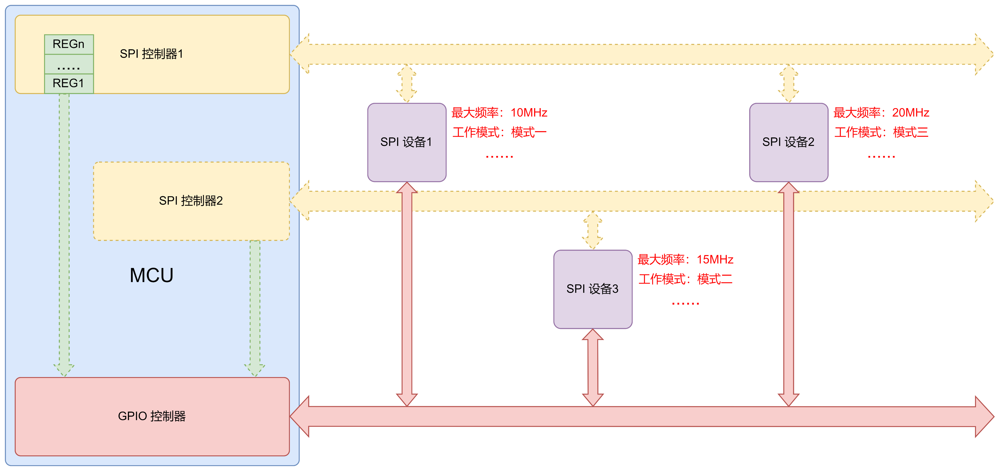 REGn
.....
REG1
SPI 控制器1
SPI 设备1
最大频率：10MHz
工作模式：模式一
......
SPI 设备2
最大频率：20MHz
工作模式：模式三
......
SPI 控制器2
MCU
SPI 设备3
最大频率：15MHz
工作模式：模式二
......
GPIO 控制器